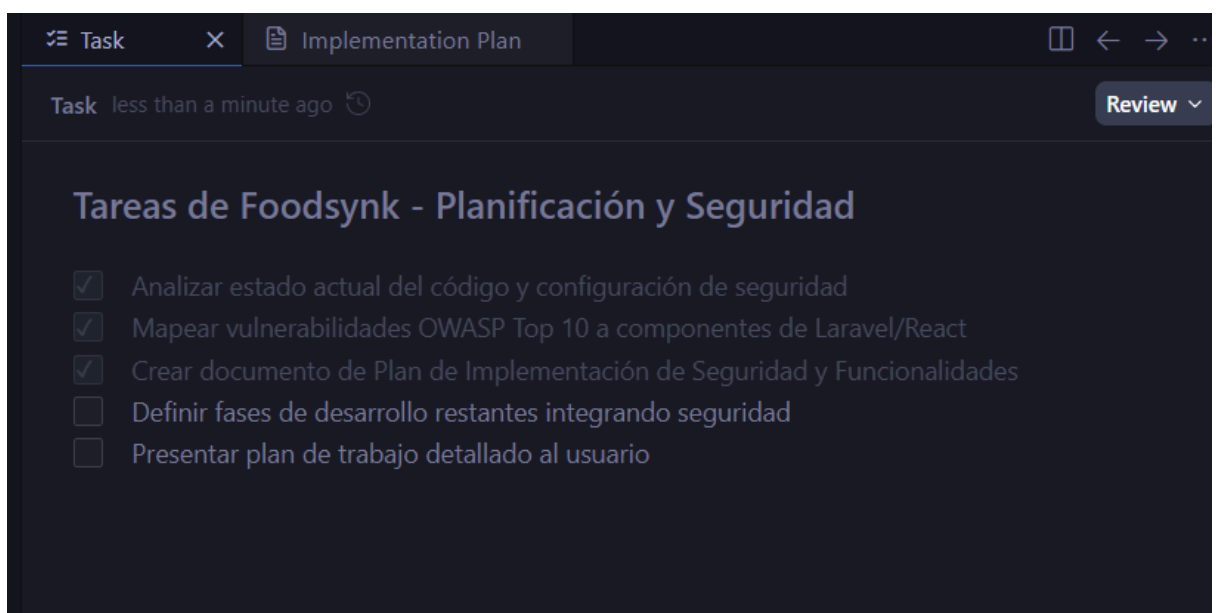 Task
Implementation Plan
Task less than a minute ago
Review
Tareas de Foodsynk - Planificación y Seguridad
Analizar estado actual del código y configuración de seguridad
Mapear vulnerabilidades OWASP Top 10 a componentes de Laravel/React
Crear documento de Plan de Implementación de Seguridad y Funcionalidades
Definir fases de desarrollo restantes integrando seguridad
Presentar plan de trabajo detallado al usuario